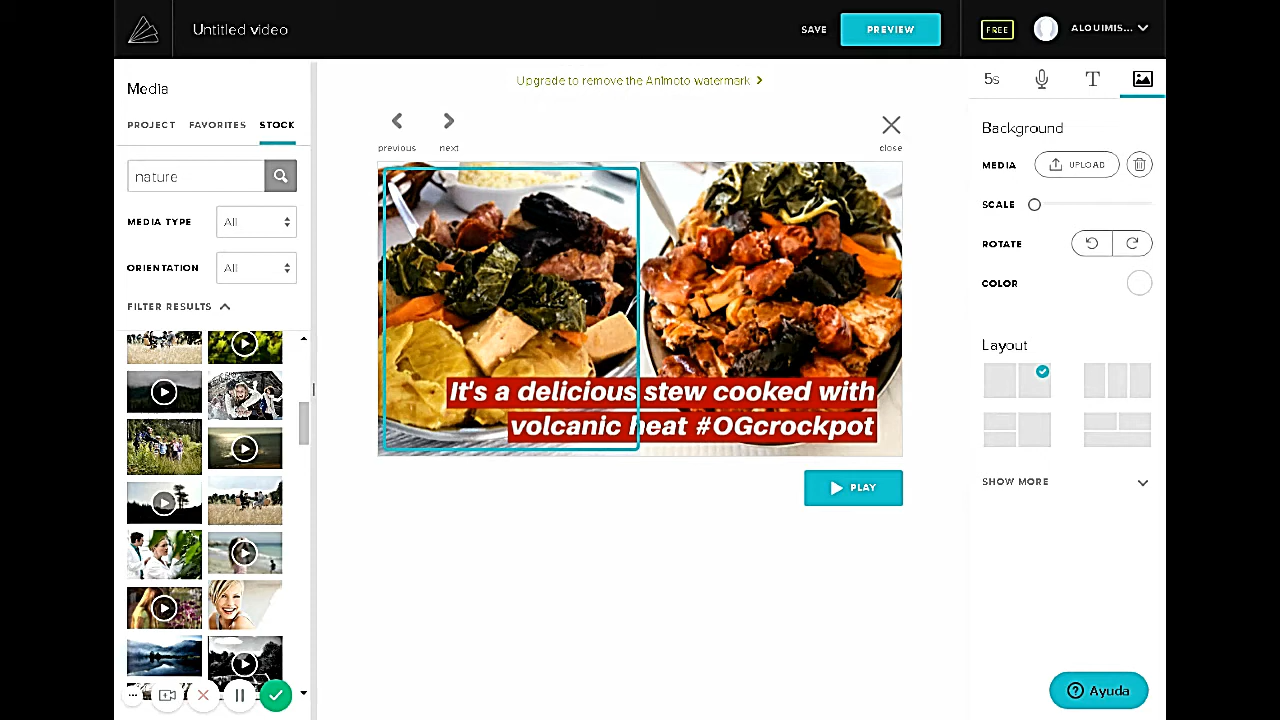 Untitled video
SAVE
PREVIEW
FREE
ALOUIMIS...
Media
PROJECT FAVORITES STOCK
nature
MEDIA TYPE All
ORIENTATION All
FILTER RESULTS
Upgrade to remove the Animoto watermark
previous next close
It's a delicious stew cooked with
volcanic heat #OGcrockpot
PLAY
5s T
Background
MEDIA UPLOAD
SCALE
ROTATE
COLOR
Layout
SHOW MORE
Ayuda